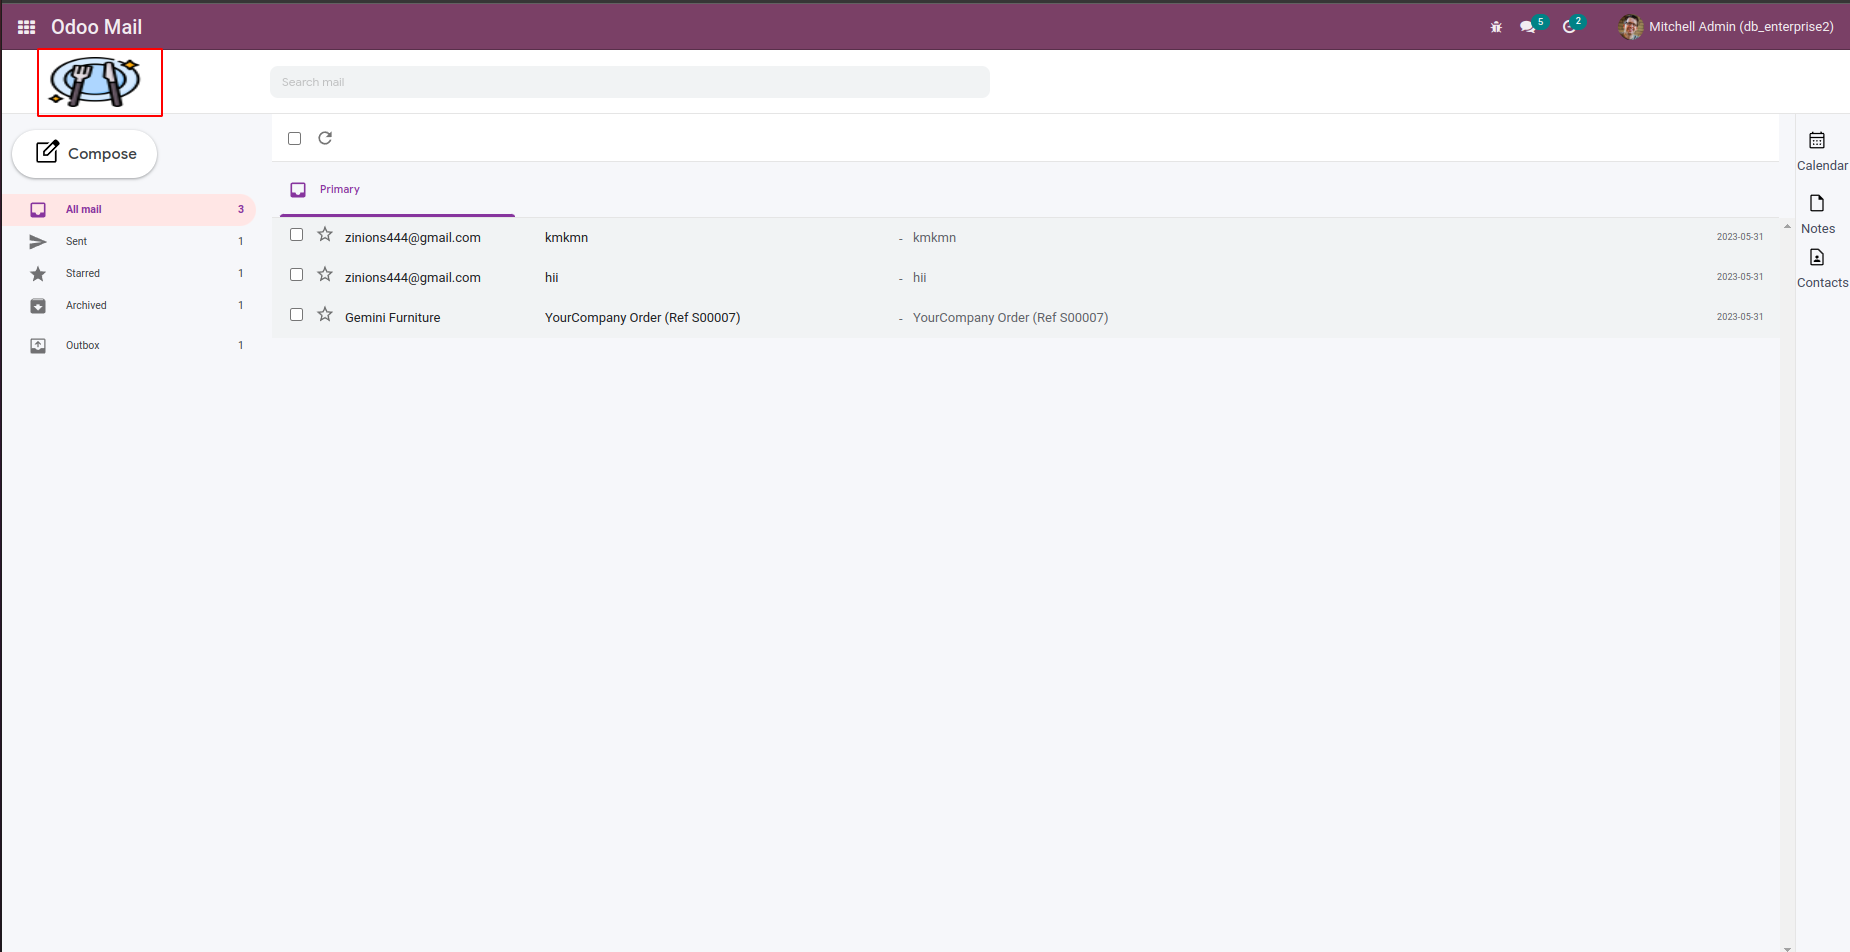 Odoo Mail
5
2
Mitchell Admin (db_enterprise2)
Search mail
Compose
All mail 3
Sent 1
Starred 1
Archived 1
Outbox 1
Primary
zinions444@gmail.com kmkmn - kmkmn 2023-05-31
zinions444@gmail.com hii - hii 2023-05-31
Gemini Furniture YourCompany Order (Ref S00007) - YourCompany Order (Ref S00007) 2023-05-31
Calendar
Notes
Contacts